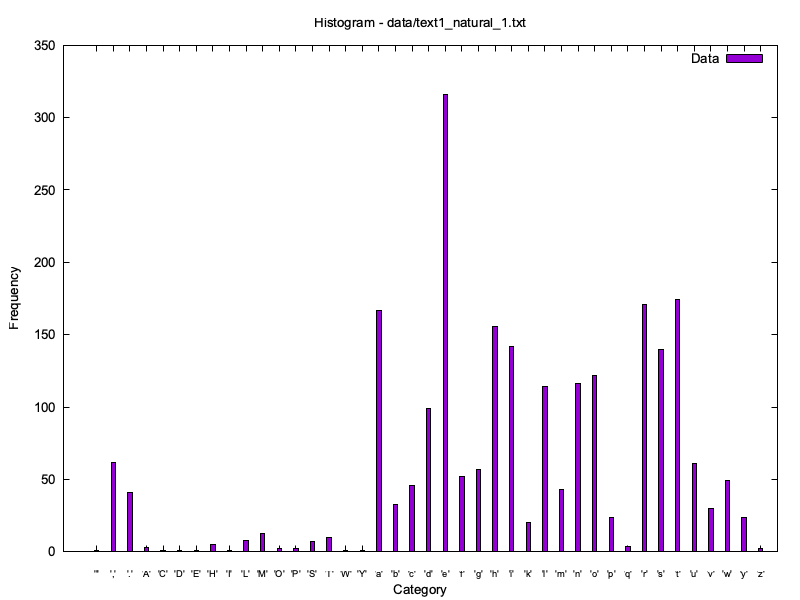 Histogram - data/text1_natural_1.txt
Data
350
300
250
200
150
100
50
0
Frequency
',' '.' 'A' 'C' 'D' 'E' 'H' 'I' 'L' 'M' 'O' 'P' 'S' 'T' 'W' 'Y' 'a' 'b' 'c' 'd' 'e' 'f' 'g' 'h' 'i' 'k' 'l' 'm' 'n' 'o' 'p' 'q' 'r' 's' 't' 'u' 'v' 'w' 'y' 'z'
Category